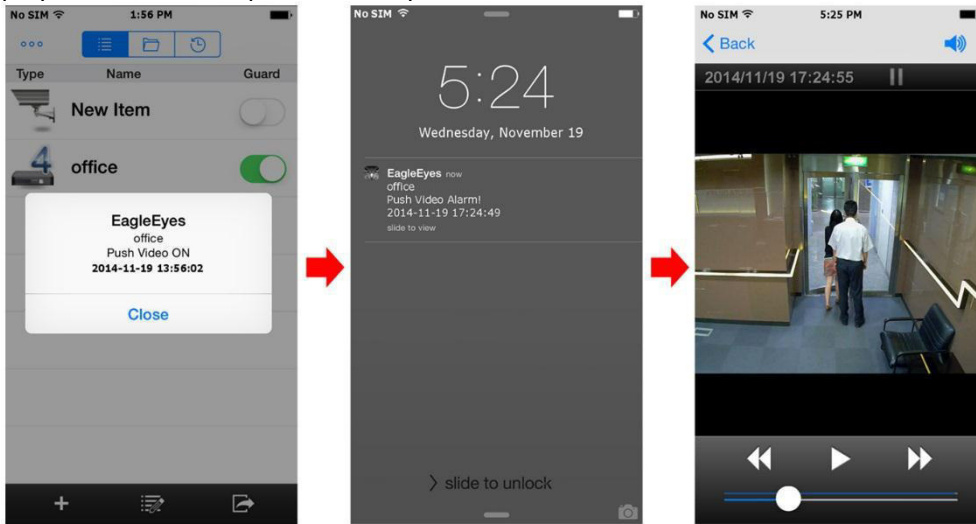 No SIM 1:56 PM
Type Name Guard
New Item
4 office
EagleEyes
office
Push Video ON
2014-11-19 13:56:02
Close
No SIM
5:24
Wednesday, November 19
EagleEyes now
office
Push Video Alarm!
2014-11-19 17:24:49
slide to view
slide to unlock
No SIM 5:25 PM
Back
2014/11/19 17:24:55